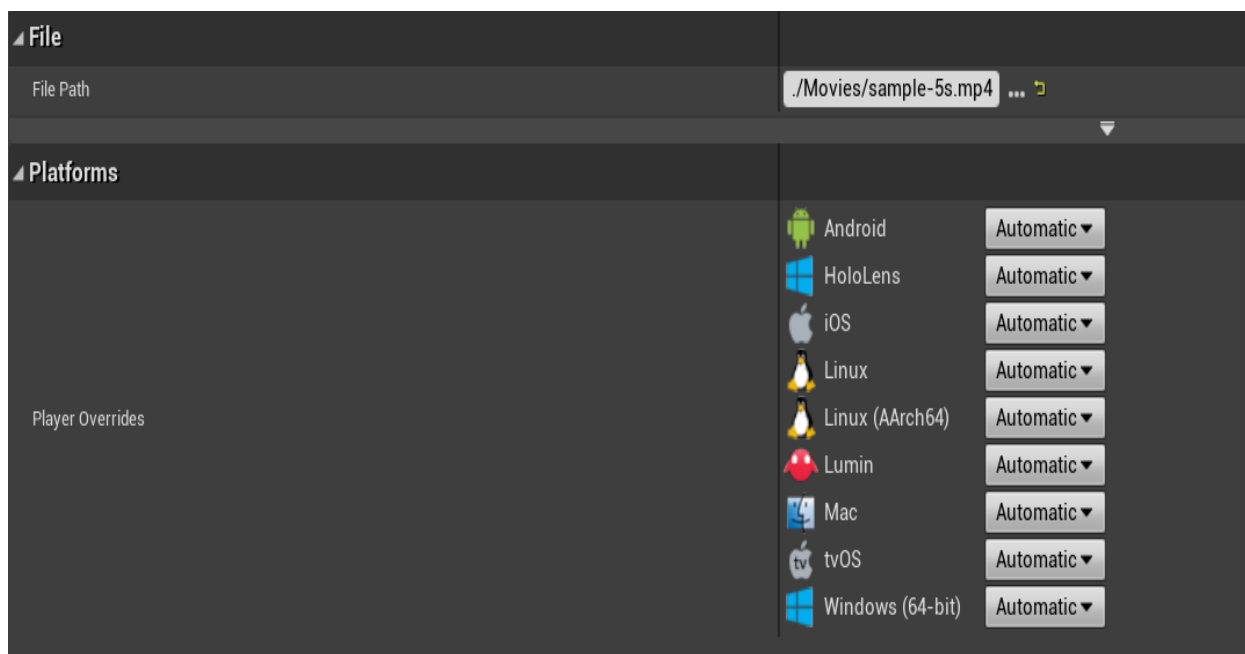 File
File Path ./Movies/sample-5s.mp4 ...
Platforms
Android Automatic
HoloLens Automatic
iOS Automatic
Linux Automatic
Player Overrides Linux (AArch64) Automatic
Lumin Automatic
Mac Automatic
tv tvOS Automatic
Windows (64-bit) Automatic